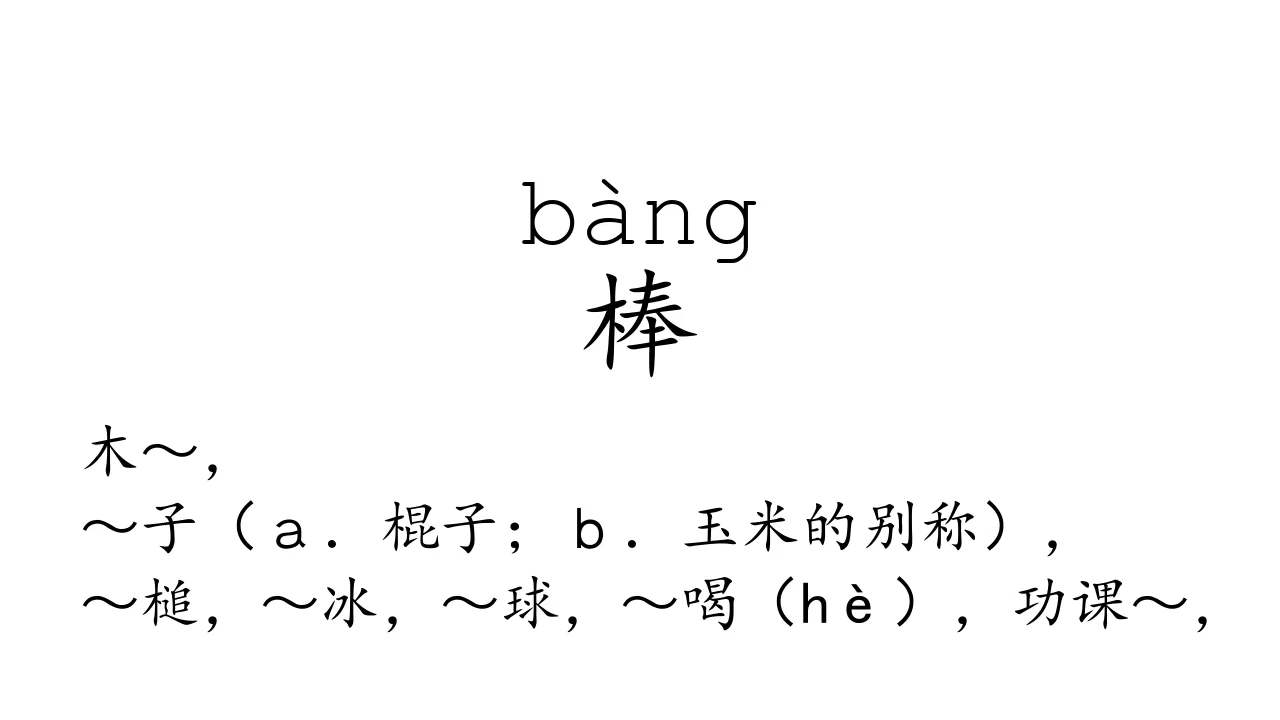 bàng
棒
木～，
～子（ａ．棍子；ｂ．玉米的别称），
～槌，～冰，～球，～喝（hè），功课～，